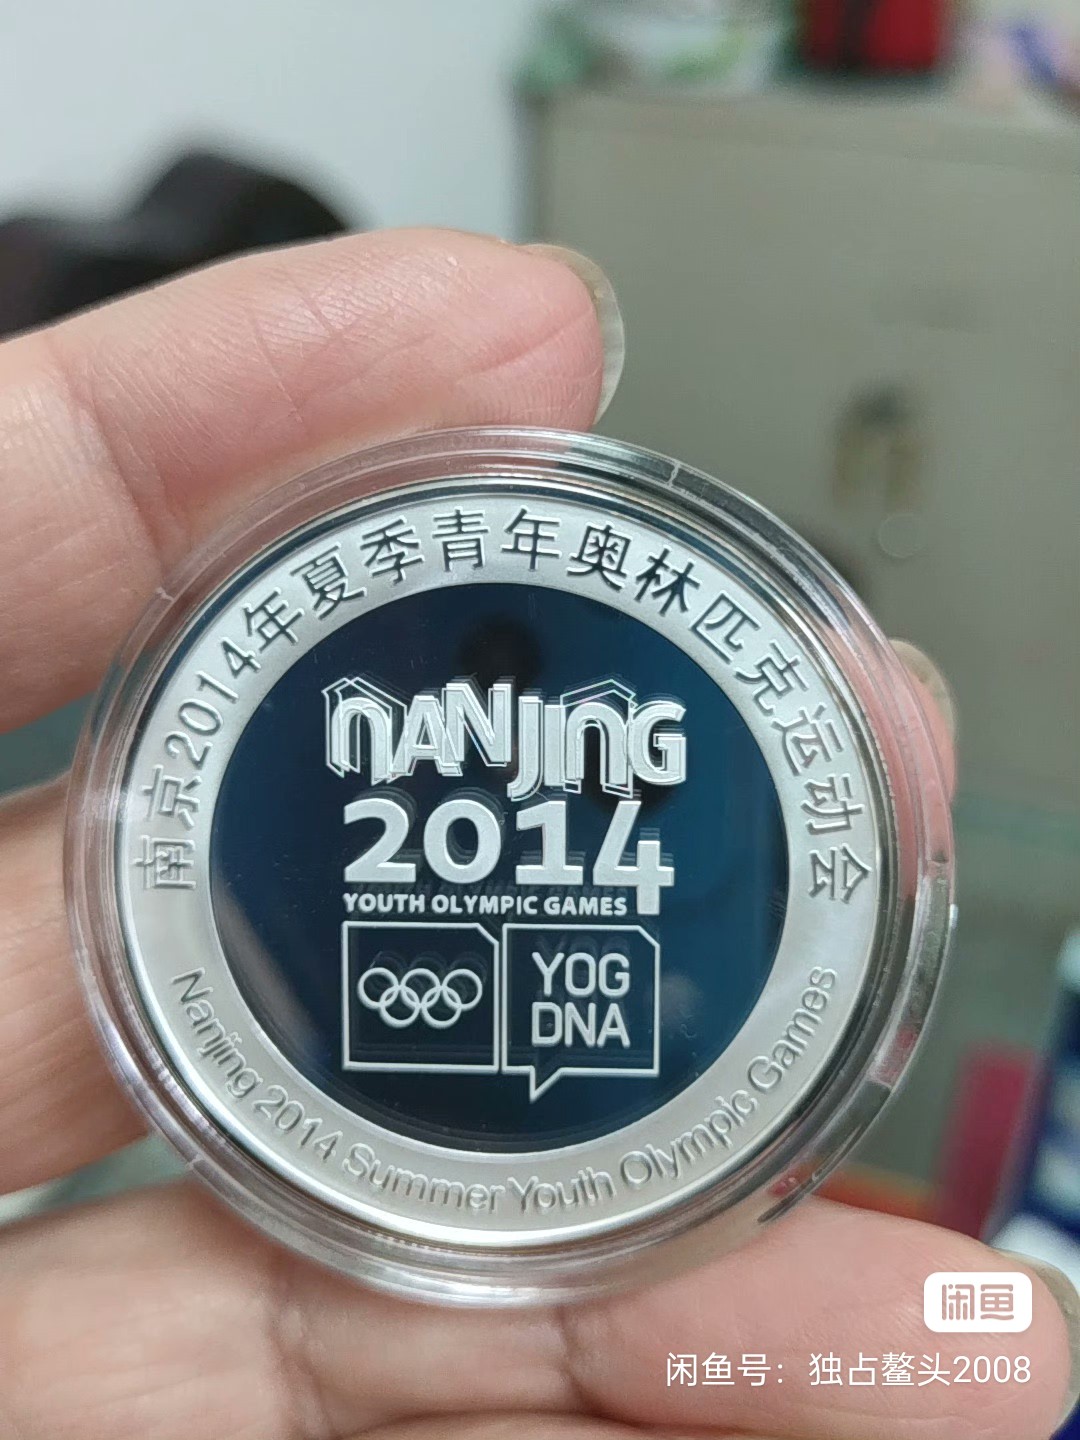 南京2014年夏季青年奥林匹克运动会
NANJING
2014
YOUTH OLYMPIC GAMES
YOG
DNA
Nanjing 2014 Summer Youth Olympic Games
闲鱼
闲鱼号：独占鳌头2008